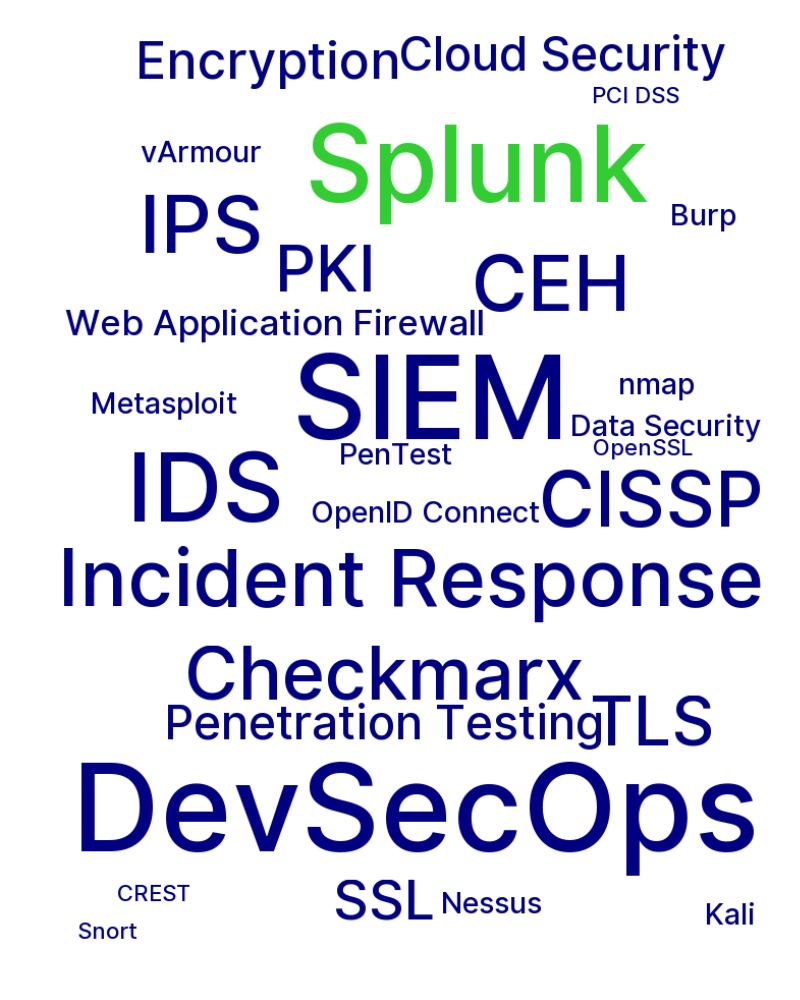 Encryption
Cloud Security
PCI DSS
vArmour
Splunk
IPS
Burp
PKI
CEH
Web Application Firewall
SIEM
nmap
Metasploit
Data Security
OpenSSL
PenTest
IDS
OpenID Connect
CISSP
Incident Response
Checkmarx
Penetration Testing
TLS
DevSecOps
CREST
SSL
Nessus
Kali
Snort